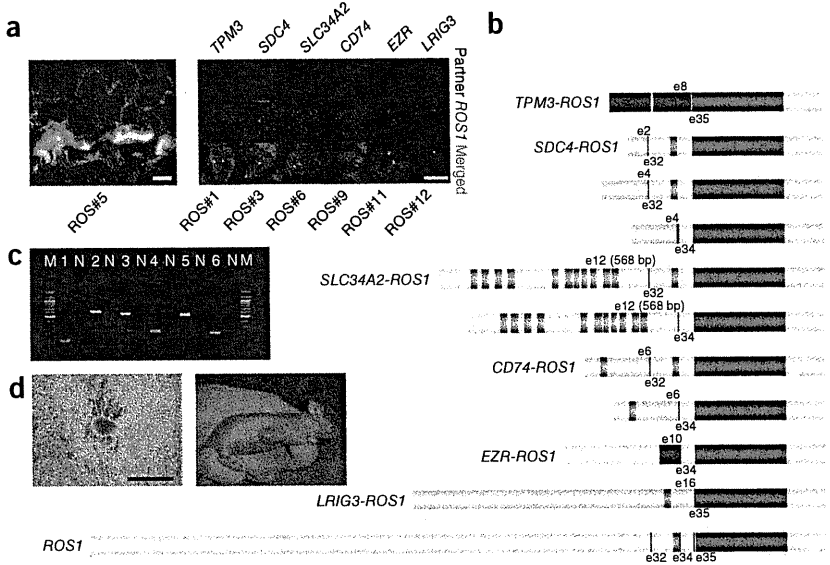 a
TPM3 SDC4 SLC34A2 CD74 EZR LRIG3
Partner ROS1 Merged
ROS#5
ROS#1 ROS#3 ROS#6 ROS#9 ROS#11 ROS#12
b
e8
TPM3-ROS1
e35
e2
SDC4-ROS1
e32
e4
e32
e4
e34
e12 (568 bp)
SLC34A2-ROS1
e32
e12 (568 bp)
e34
e6
CD74-ROS1
e32
e6
e34
e10
EZR-ROS1
e34
e16
LRIG3-ROS1
e35
ROS1
e32 e34 e35
c
M 1 N 2 N 3 N 4 N 5 N 6 N M
d